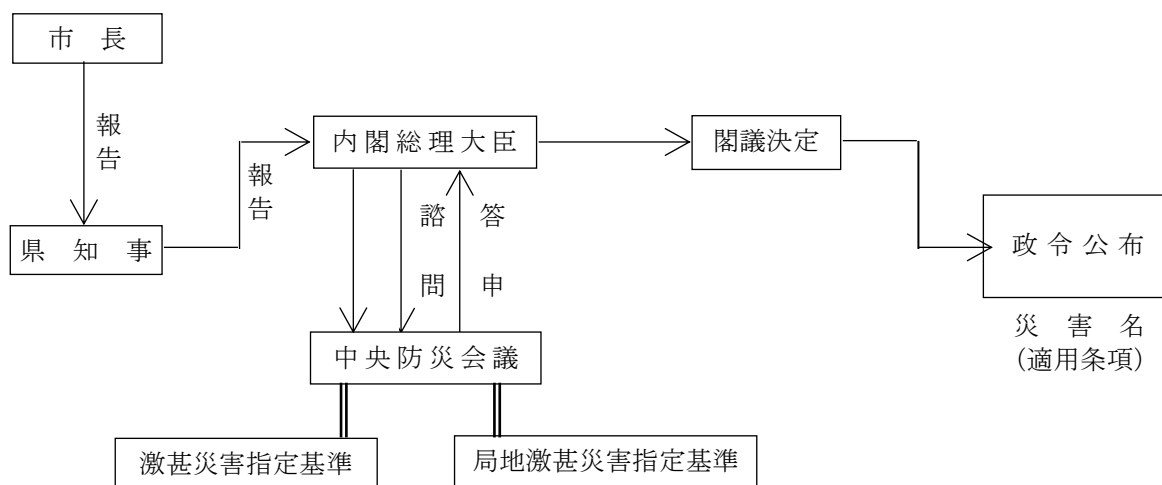 市長
報告
県知事
報告
内閣総理大臣
諮問
答申
中央防災会議
激甚災害指定基準
局地激甚災害指定基準
閣議決定
政令公布
災害名
(適用条項)